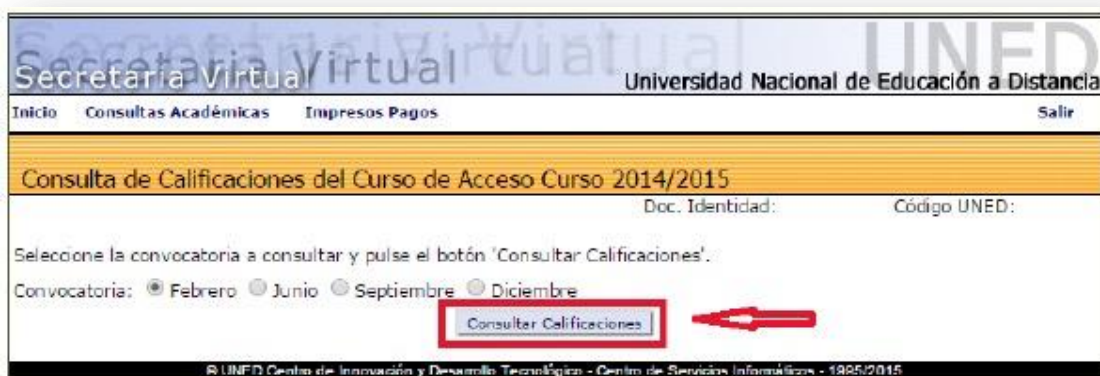 Secretaria Virtual
UNED
Universidad Nacional de Educación a Distancia
Inicio Consultas Académicas Impresos Pagos Salir
Consulta de Calificaciones del Curso de Acceso Curso 2014/2015
Doc. Identidad: Código UNED:
Seleccione la convocatoria a consultar y pulse el botón 'Consultar Calificaciones'.
Convocatoria: Febrero Junio Septiembre Diciembre
Consultar Calificaciones
© UNED Centro de Innovación y Desarrollo Tecnológico - Centro de Servicios Informáticos - 1995/2015